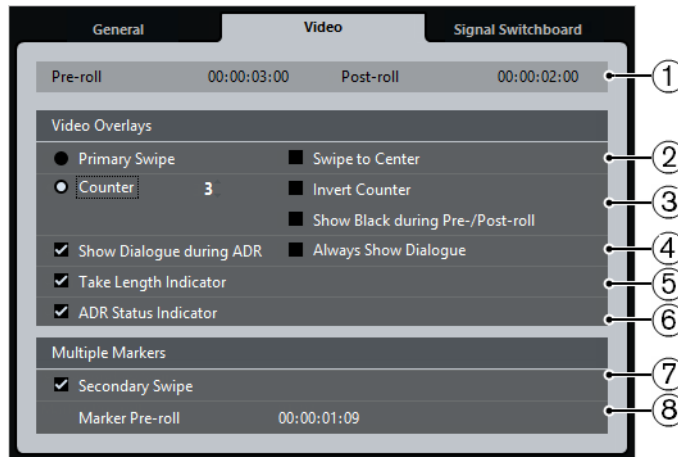 General Video Signal Switchboard
Pre-roll 00:00:03:00 Post-roll 00:00:02:00 1
Video Overlays
Primary Swipe Swipe to Center 2
Counter 3 Invert Counter 3
Show Black during Pre-/Post-roll
Show Dialogue during ADR Always Show Dialogue 4
Take Length Indicator 5
ADR Status Indicator 6
Multiple Markers
Secondary Swipe 7
Marker Pre-roll 00:00:01:09 8